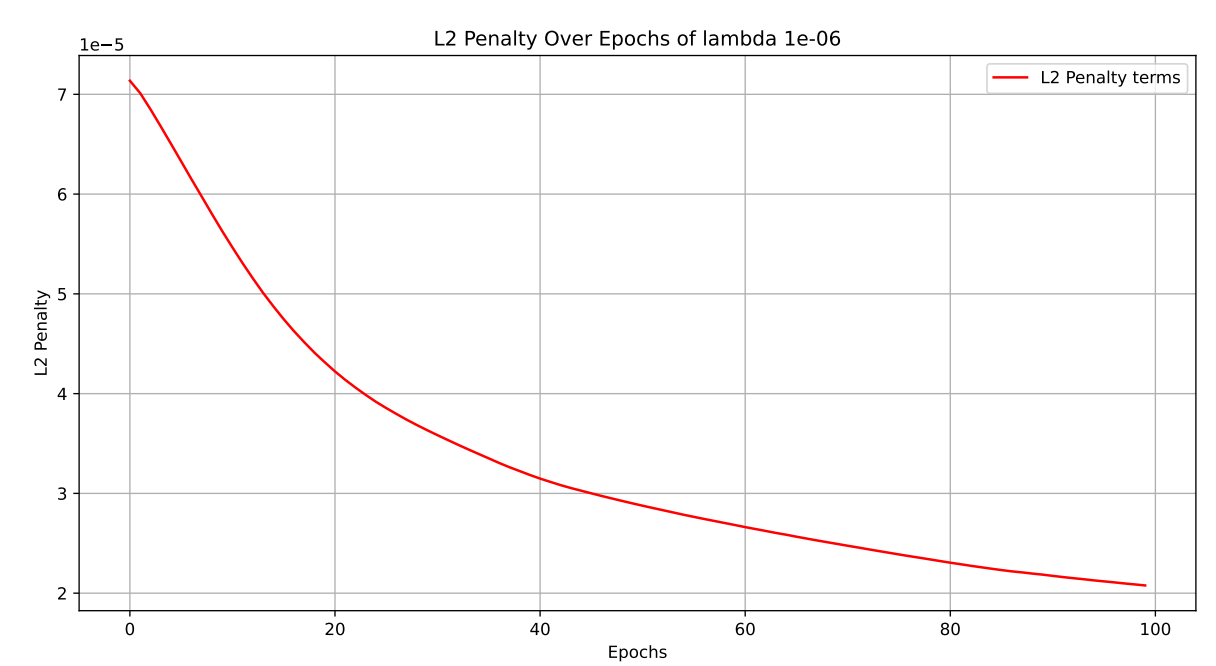 L2 Penalty Over Epochs of lambda 1e-06
1e−5
L2 Penalty terms
7
6
5
4
3
2
L2 Penalty
0 20 40 60 80 100
Epochs